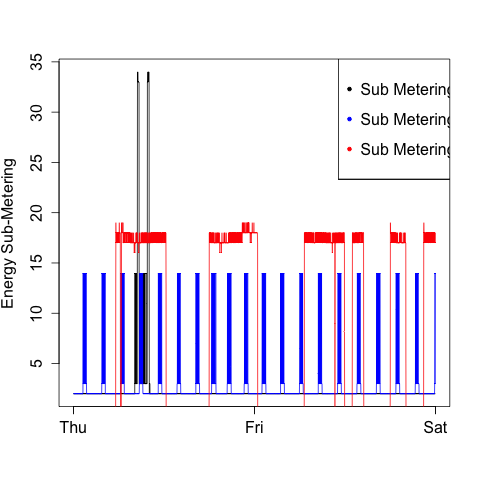 35
30
25
20
15
10
5
Energy Sub-Metering
Sub Metering
Sub Metering
Sub Metering
Thu Fri Sat